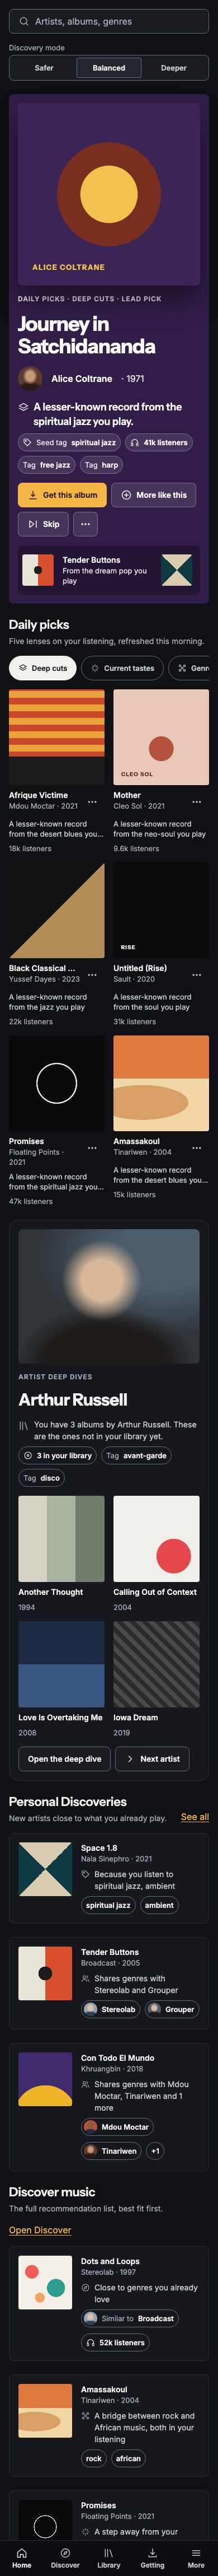 Artists, albums, genres
Discovery mode
Safer
Balanced
Deeper
ALICE COLTRANE
DAILY PICKS · DEEP CUTS · LEAD PICK
Journey in
Satchidananda
Alice Coltrane · 1971
A lesser-known record from the
spiritual jazz you play.
Seed tag spiritual jazz
41k listeners
Tag free jazz
Tag harp
Get this album
More like this
Skip
Tender Buttons
From the dream pop you
play
Daily picks
Five lenses on your listening, refreshed this morning.
Deep cuts
Current tastes
Genr
Afrique Victime
Mdou Moctar · 2021
A lesser-known record
from the desert blues you...
18k listeners
CLEO SOL
Mother
Cleo Sol · 2021
A lesser-known record
from the neo-soul you play
9.6k listeners
Black Classical ...
Yussef Dayes · 2023
A lesser-known record
from the jazz you play
22k listeners
RISE
Untitled (Rise)
Sault · 2020
A lesser-known record
from the soul you play
31k listeners
Promises
Floating Points ·
2021
A lesser-known record
from the spiritual jazz you...
47k listeners
Amassakoul
Tinariwen · 2004
A lesser-known record
from the desert blues you...
15k listeners
ARTIST DEEP DIVES
Arthur Russell
You have 3 albums by Arthur Russell. These
are the ones not in your library yet.
3 in your library
Tag avant-garde
Tag disco
Another Thought
1994
Calling Out of Context
2004
Love Is Overtaking Me
2008
Iowa Dream
2019
Open the deep dive
Next artist
Personal Discoveries
New artists close to what you already play.
See all
Space 1.8
Nala Sinephro · 2021
Because you listen to
spiritual jazz, ambient
spiritual jazz
ambient
Tender Buttons
Broadcast · 2005
Shares genres with
Stereolab and Grouper
Stereolab
Grouper
Con Todo El Mundo
Khruangbin · 2018
Shares genres with Mdou
Moctar, Tinariwen and 1
more
Mdou Moctar
Tinariwen
+1
Discover music
The full recommendation list, best fit first.
Open Discover
Dots and Loops
Stereolab · 1997
Close to genres you already
love
Similar to Broadcast
52k listeners
Amassakoul
Tinariwen · 2004
A bridge between rock and
African music, both in your
listening
rock
african
Promises
Floating Points · 2021
A step away from your
Home
Discover
Library
Getting
More